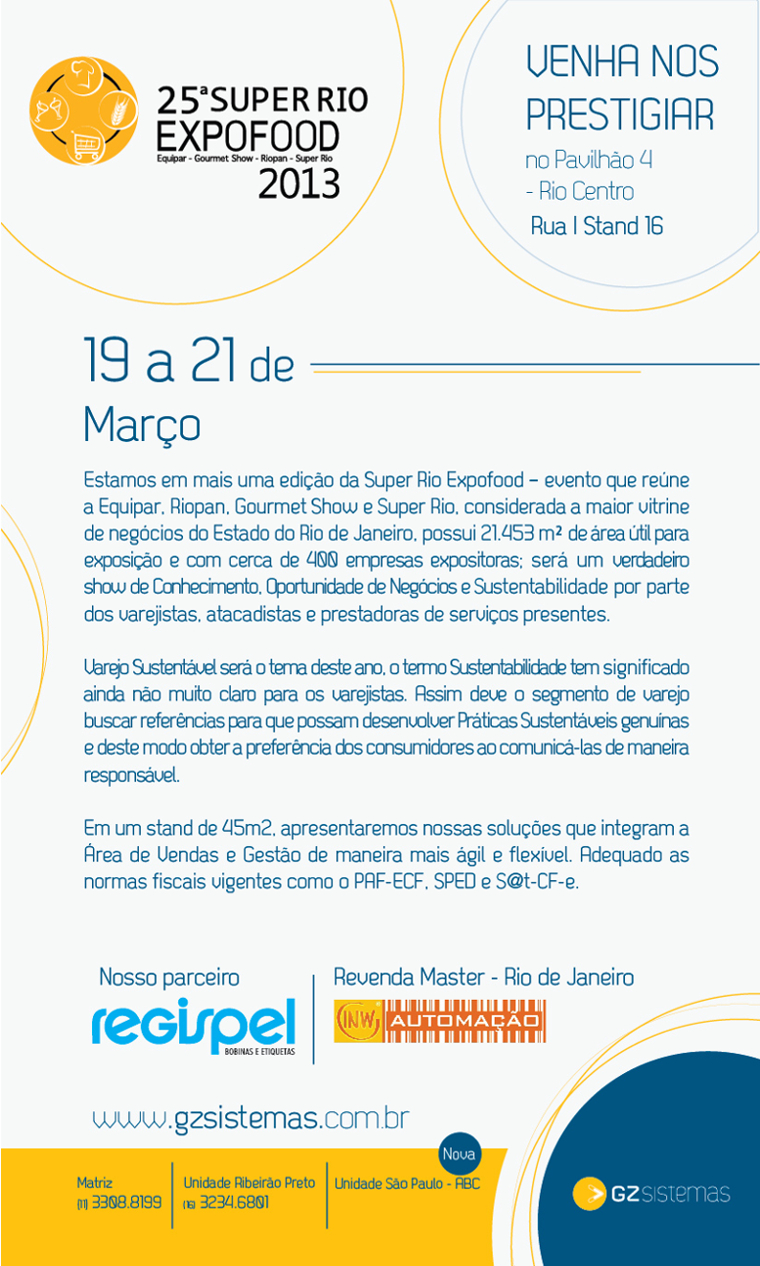 25ª SUPER RIO
EXPOFOOD
Equipar - Gourmet Show - Riopan - Super Rio
2013
VENHA NOS
PRESTIGIAR
no Pavilhão 4
- Rio Centro
Rua I Stand 16
19 a 21 de
Março
Estamos em mais uma edição da Super Rio Expofood – evento que reúne
a Equipar, Riopan, Gourmet Show e Super Rio, considerada a maior vitrine
de negócios do Estado do Rio de Janeiro, possui 21.453 m² de área útil para
exposição e com cerca de 400 empresas expositoras; será um verdadeiro
show de Conhecimento, Oportunidade de Negócios e Sustentabilidade por parte
dos varejistas, atacadistas e prestadoras de serviços presentes.
Varejo Sustentável será o tema deste ano, o termo Sustentabilidade tem significado
ainda não muito claro para os varejistas. Assim deve o segmento de varejo
buscar referências para que possam desenvolver Práticas Sustentáveis genuínas
e deste modo obter a preferência dos consumidores ao comunicá-las de maneira
responsável.
Em um stand de 45m2, apresentaremos nossas soluções que integram a
Área de Vendas e Gestão de maneira mais ágil e flexível. Adequado as
normas fiscais vigentes como o PAF-ECF, SPED e S@t-CF-e.
Nosso parceiro
regispel
BOBINAS E ETIQUETAS
Revenda Master - Rio de Janeiro
INW AUTOMAÇÃO
www.gzsistemas.com.br
Nova
Matriz
(11) 3308.8199
Unidade Ribeirão Preto
(16) 3234.6801
Unidade São Paulo - ABC
GZsistemas